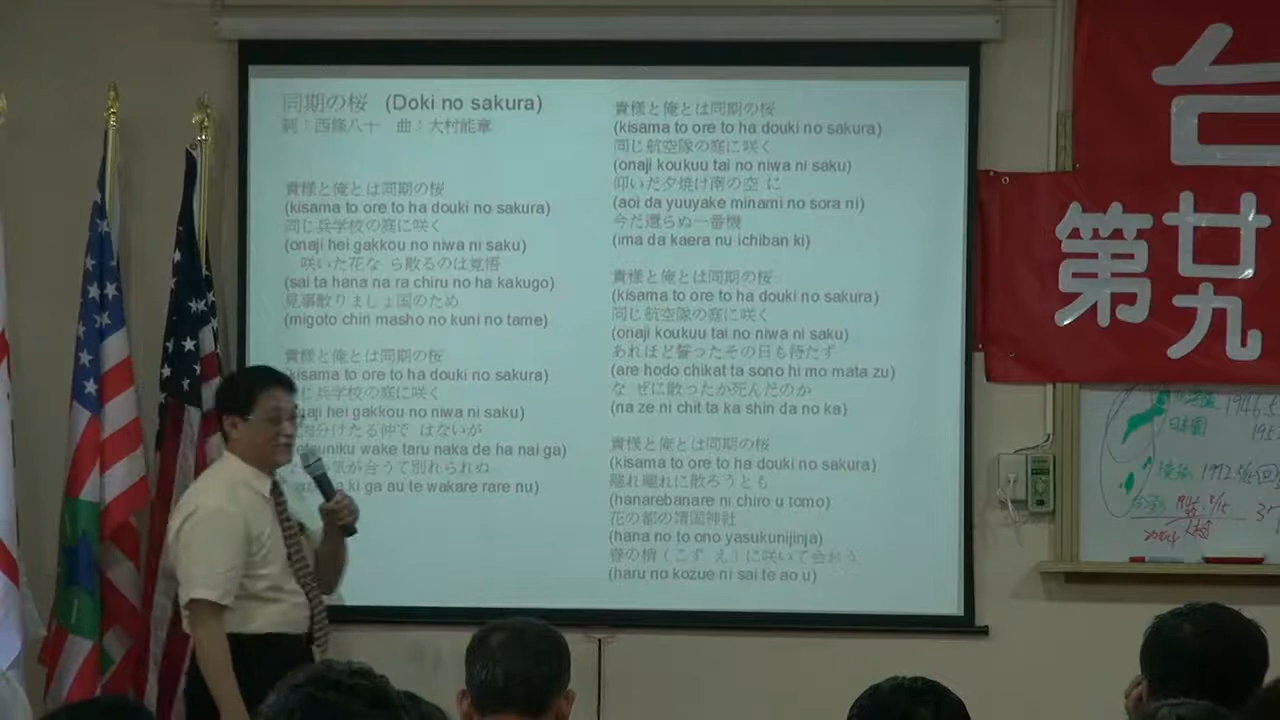 同期の桜 (Doki no sakura)
詞：西條八十 曲：大村能章
貴様と俺とは同期の桜
(kisama to ore to ha douki no sakura)
同じ兵学校の庭に咲く
(onaji hei gakkou no niwa ni saku)
咲いた花な ら散るのは覚悟
(sai ta hana na ra chiru no ha kakugo)
見事散りましょ国のため
(migoto chiri masho no kuni no tame)
貴様と俺とは同期の桜
to ore to ha douki no sakura)
じ兵学校の庭に咲く
hei gakkou no niwa ni saku)
分けたる仲で はないが
wake taru naka de ha nai ga)
気が合うて別れられぬ
ki ga au te wakare rare nu)
貴様と俺とは同期の桜
(kisama to ore to ha douki no sakura)
同じ航空隊の庭に咲く
(onaji koukuu tai no niwa ni saku)
仰いだ夕焼け南の空 に
(aoi da yuuyake minami no sora ni)
今だ還らぬ一番機
(ima da kaera nu ichiban ki)
貴様と俺とは同期の桜
(kisama to ore to ha douki no sakura)
同じ航空隊の庭に咲く
(onaji koukuu tai no niwa ni saku)
あれほど誓ったその日も待たず
(are hodo chikat ta sono hi mo mata zu)
な ぜに散ったか死んだのか
(na ze ni chit ta ka shin da no ka)
貴様と俺とは同期の桜
(kisama to ore to ha douki no sakura)
離れ離れに散ろうとも
(hanarebanare ni chiro u tomo)
花の都の靖国神社
(hana no to ono yasukunijinja)
春の梢（こず え）に咲いて会おう
(haru no kozue ni sai te ao u)
台
第廿九
1946.5
日本國
1952
1992